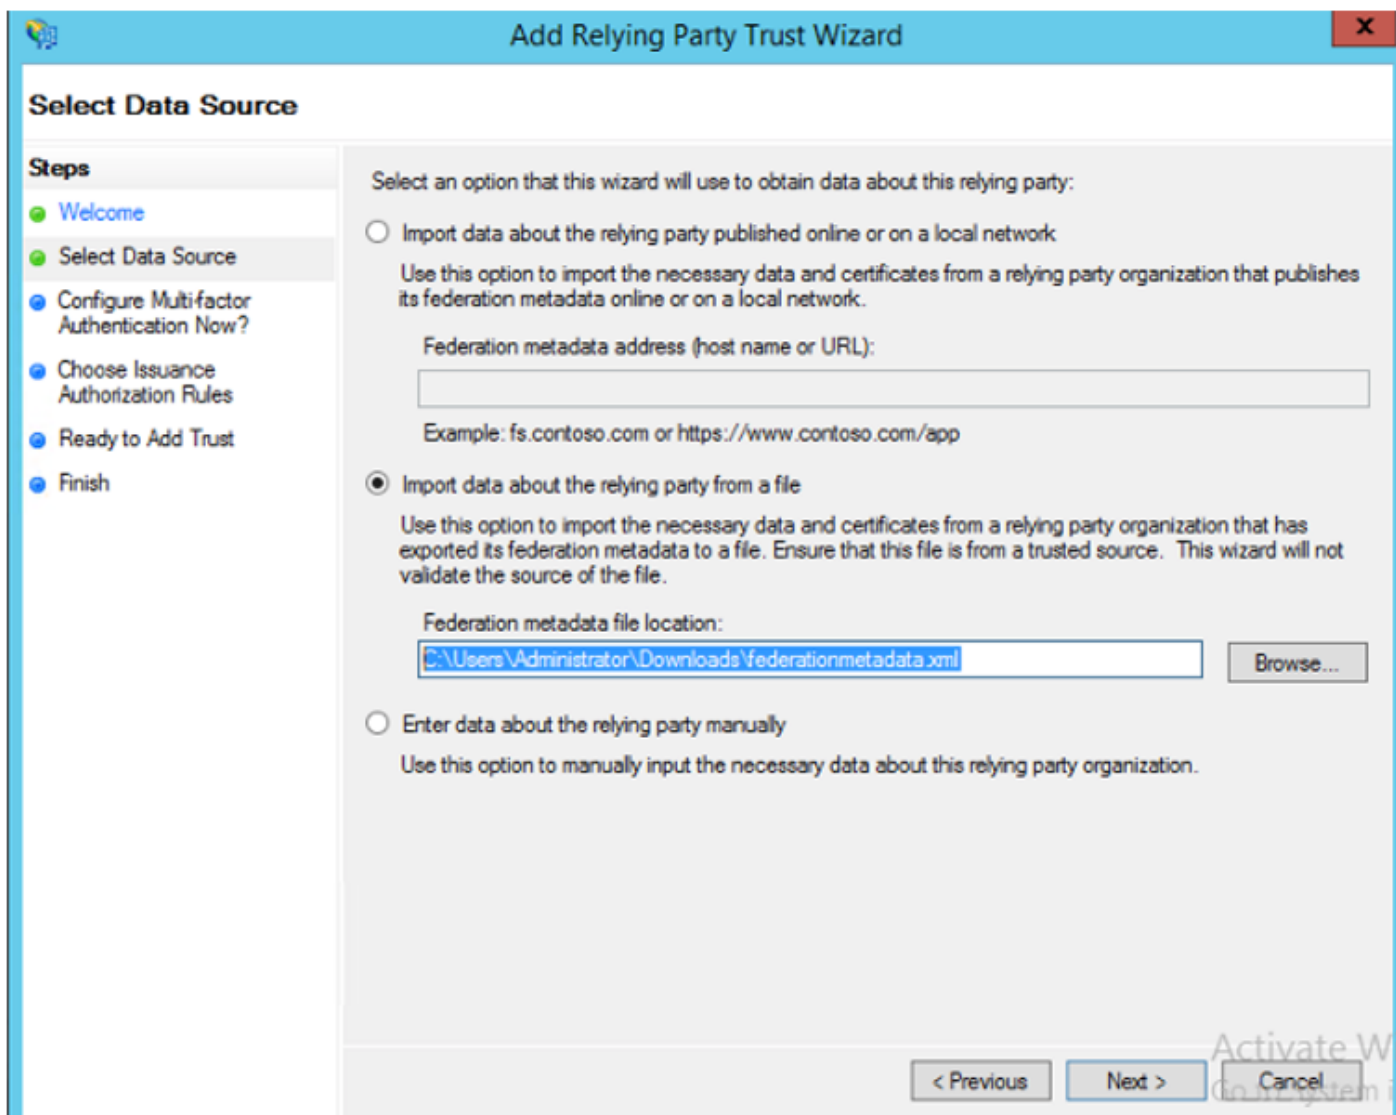 Add Relying Party Trust Wizard
x
Select Data Source
Steps
Welcome
Select Data Source
Configure Multi-factor
Authentication Now?
Choose Issuance
Authorization Rules
Ready to Add Trust
Finish
Select an option that this wizard will use to obtain data about this relying party:
Import data about the relying party published online or on a local network
Use this option to import the necessary data and certificates from a relying party organization that publishes
its federation metadata online or on a local network.
Federation metadata address (host name or URL):
Example: fs.contoso.com or https://www.contoso.com/app
Import data about the relying party from a file
Use this option to import the necessary data and certificates from a relying party organization that has
exported its federation metadata to a file. Ensure that this file is from a trusted source. This wizard will not
validate the source of the file.
Federation metadata file location:
C:\Users\Administrator\Downloads\federationmetadata.xml
Browse...
Enter data about the relying party manually
Use this option to manually input the necessary data about this relying party organization.
Activate W
< Previous
Next >
Cancel
Go to System i